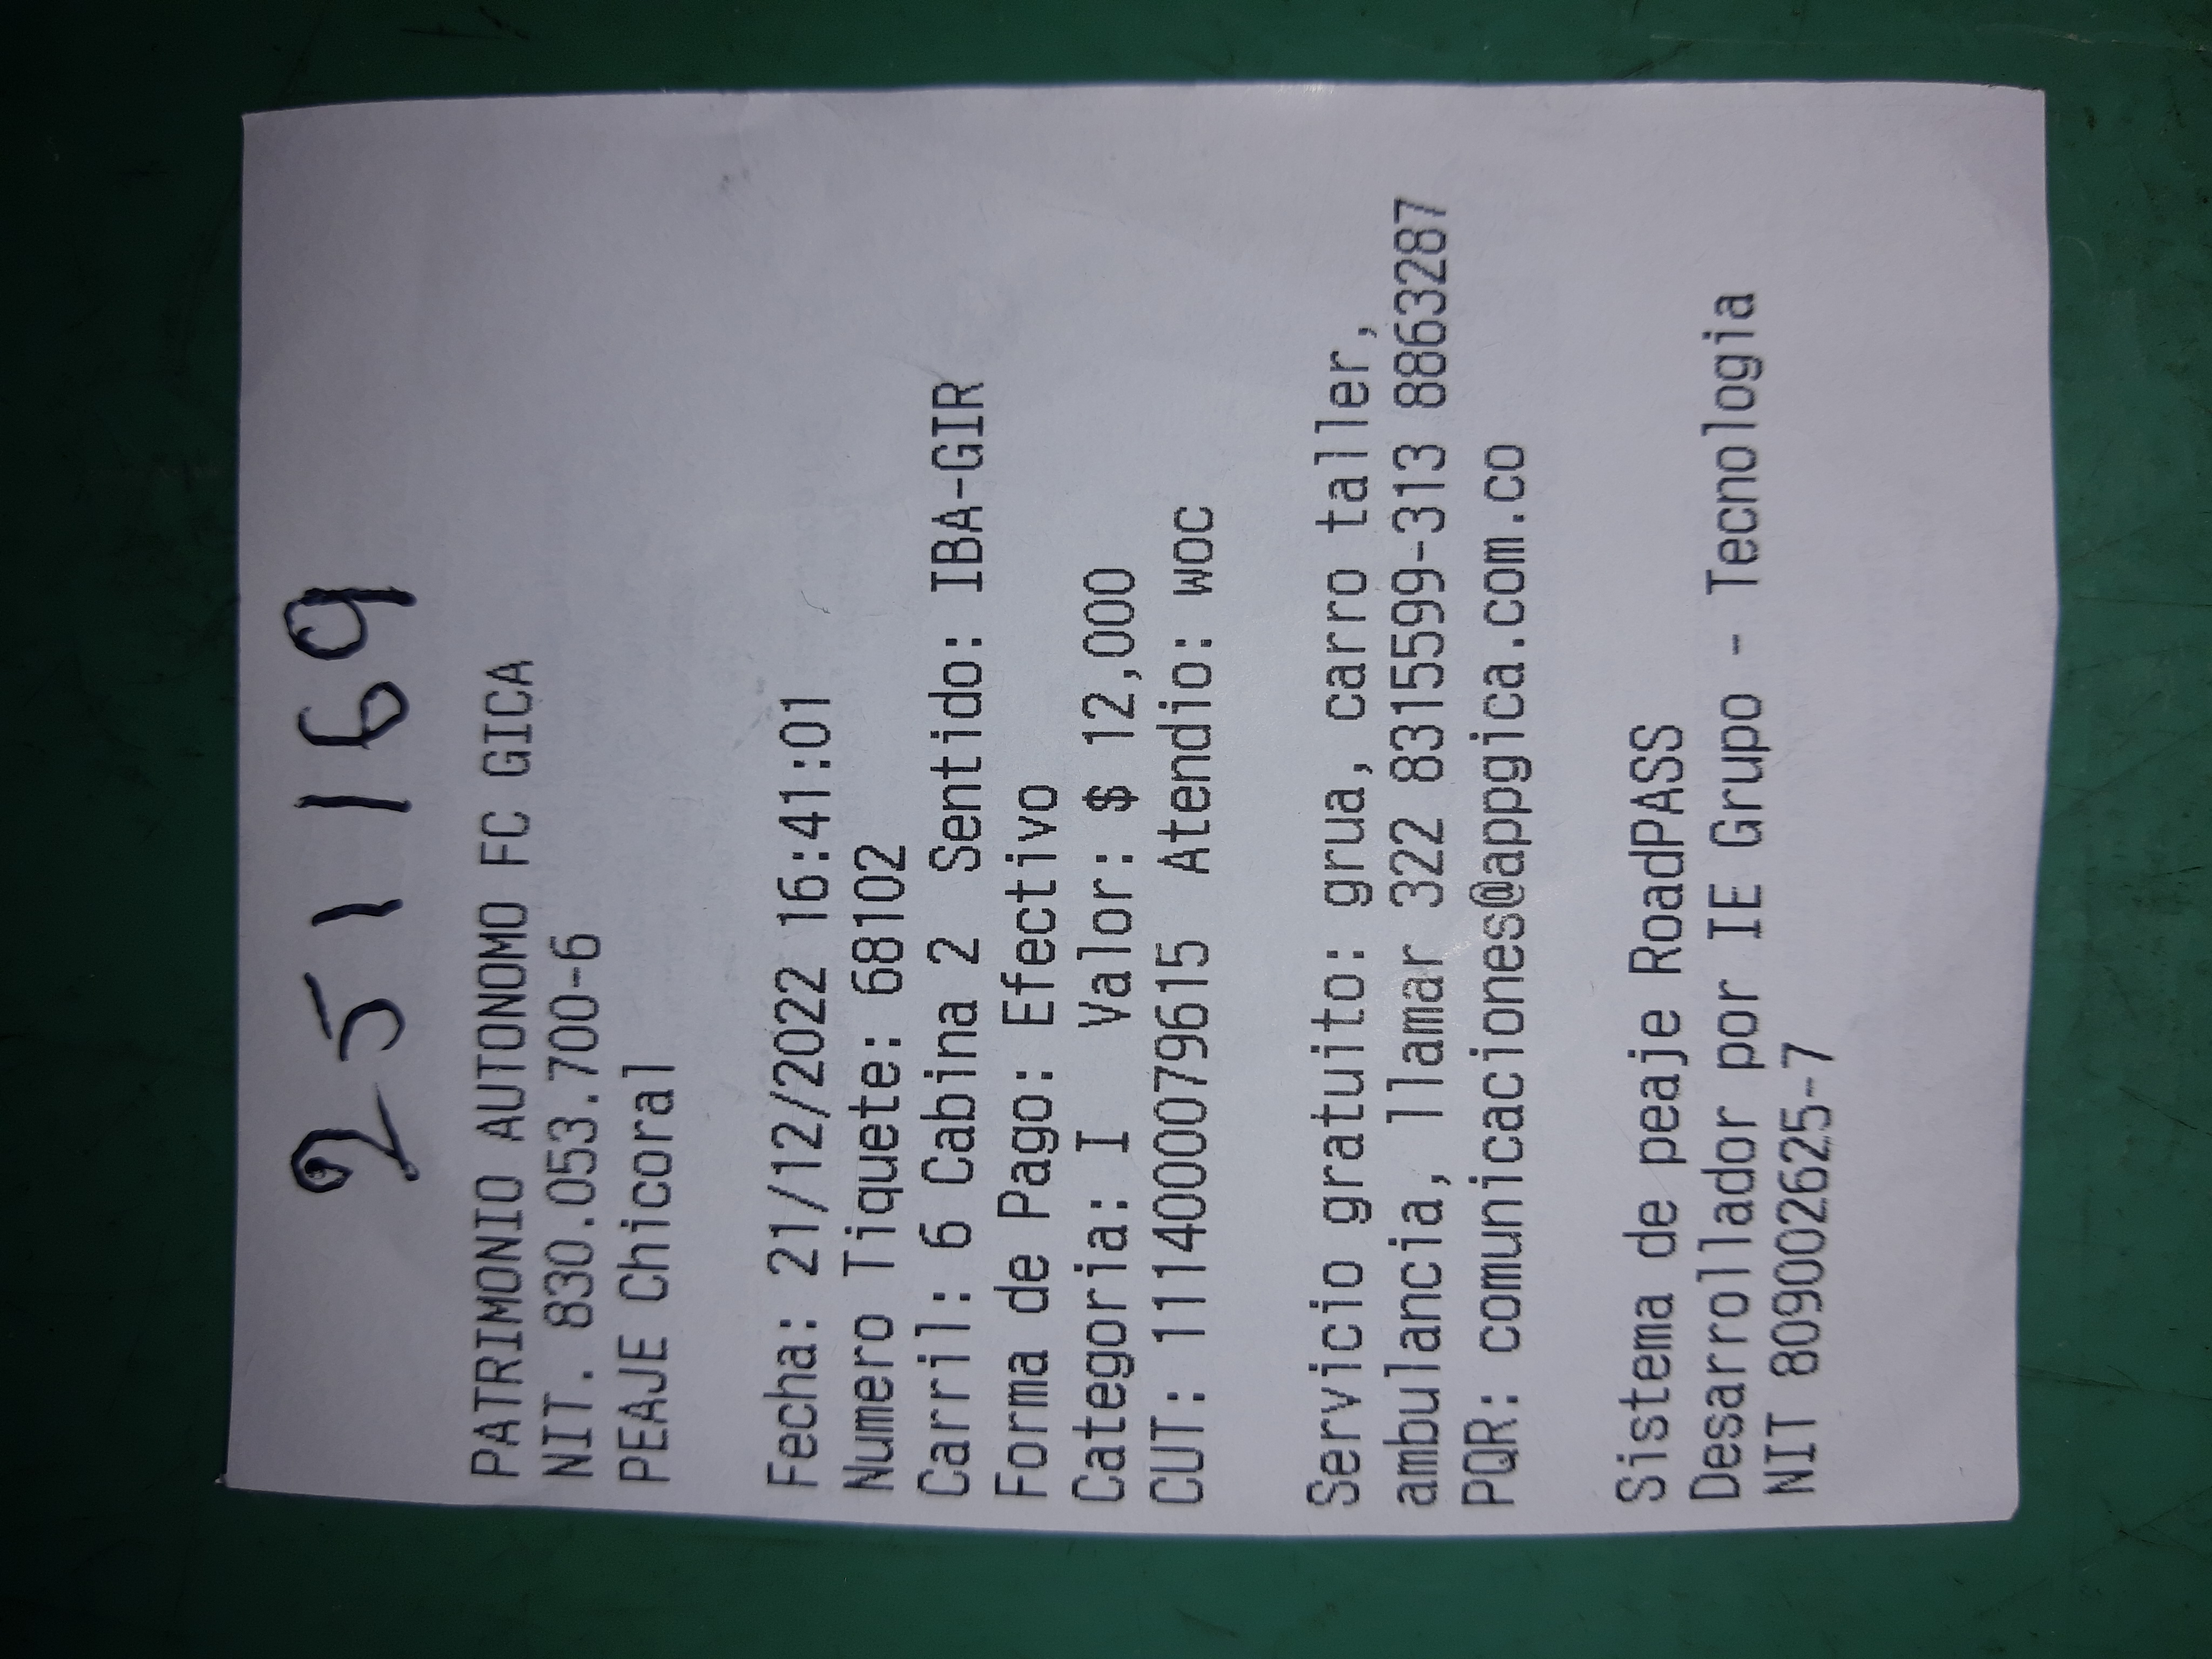 251169
PATRIMONIO AUTONOMO FC GICA
NIT. 830.053.700-6
PEAJE Chicoral
Fecha: 21/12/2022 16:41:01
Numero Tiquete: 68102
Carril: 6 Cabina 2 Sentido: IBA-GIR
Forma de Pago: Efectivo
Categoria: I Valor: $ 12,000
CUT: 11140000796615 Atendio: woc
Servicio gratuito: grua, carro taller,
ambulancia, llamar 322 8315599-313 8863287
PQR: comunicaciones@appgica.com.co
Sistema de peaje RoadPASS
Desarrollador por IE Grupo - Tecnologia
NIT 809002625-7